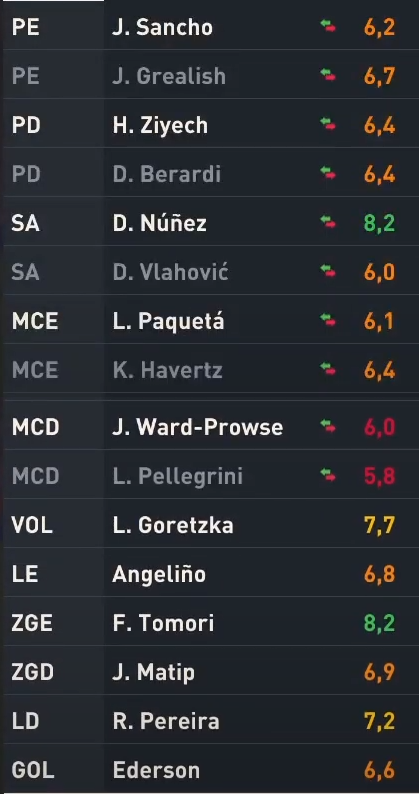 PE J. Sancho 6,2
PE J. Grealish 6,7
PD H. Ziyech 6,4
PD D. Berardi 6,4
SA D. Núñez 8,2
SA D. Vlahović 6,0
MCE L. Paquetá 6,1
MCE K. Havertz 6,4
MCD J. Ward-Prowse 6,0
MCD L. Pellegrini 5,8
VOL L. Goretzka 7,7
LE Angeliño 6,8
ZGE F. Tomori 8,2
ZGD J. Matip 6,9
LD R. Pereira 7,2
GOL Ederson 6,6